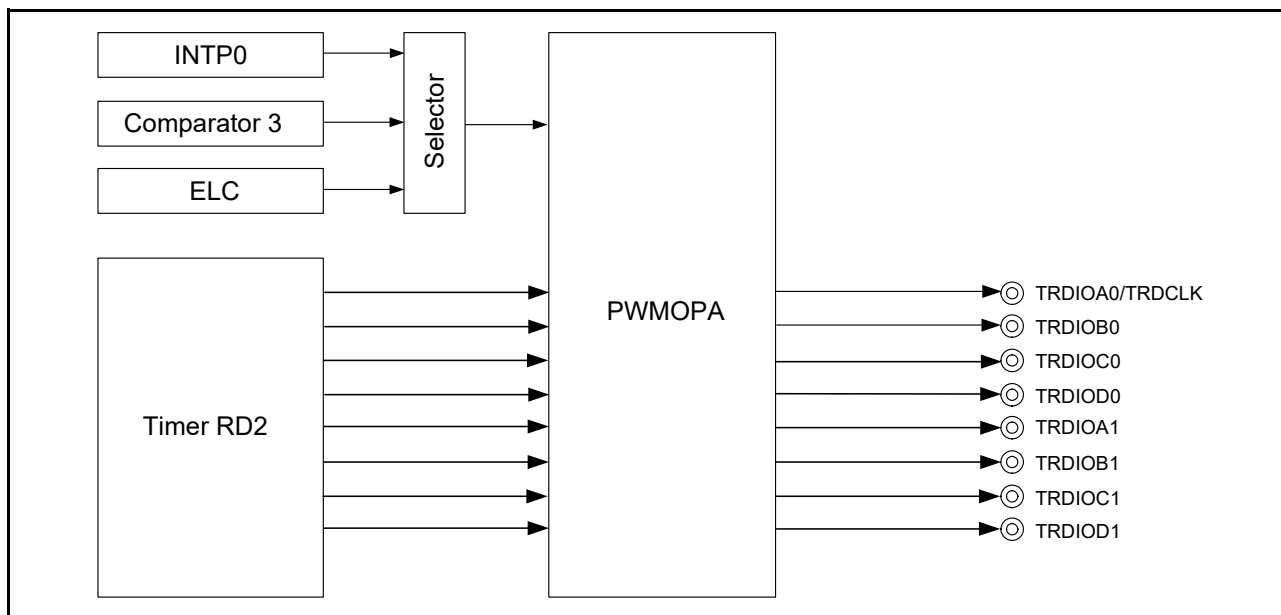 INTP0
Comparator 3
ELC
Selector
Timer RD2
PWMOPA
TRDIOA0/TRDCLK
TRDIOB0
TRDIOC0
TRDIOD0
TRDIOA1
TRDIOB1
TRDIOC1
TRDIOD1